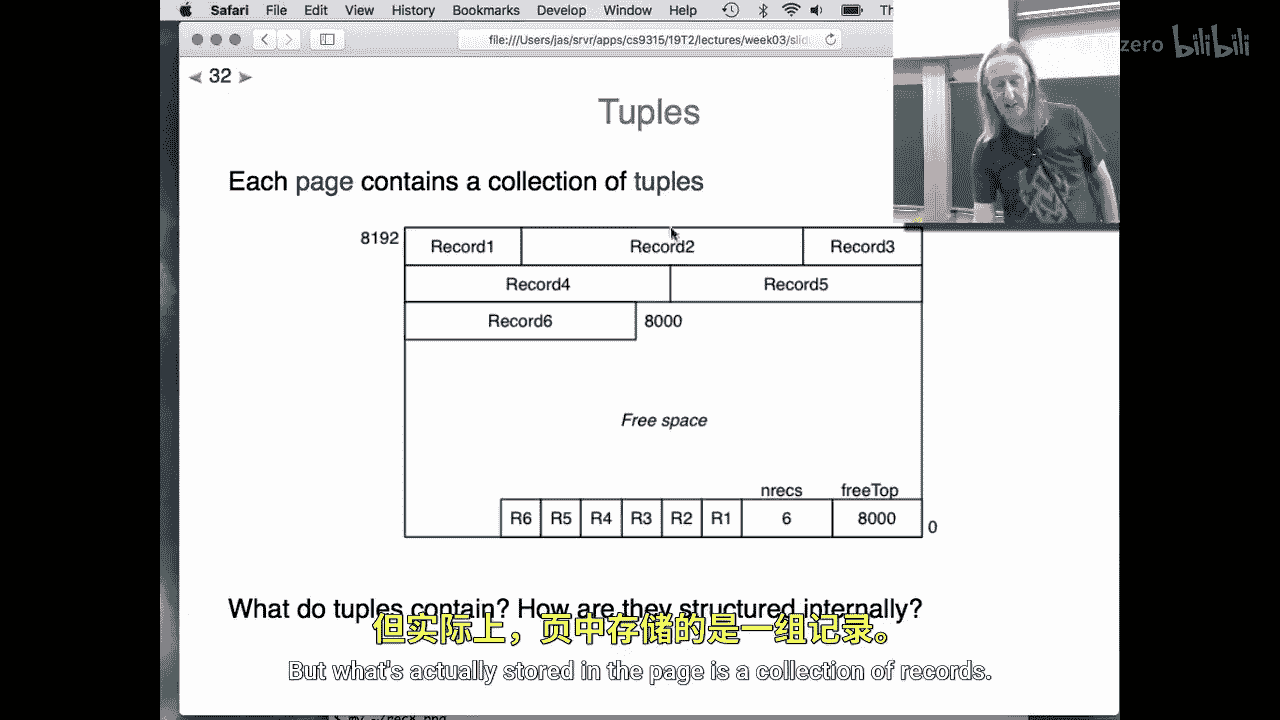 Safari File Edit View History Bookmarks Develop Window Help Th
zero bilibili
file:///Users/jas/srvr/apps/cs9315/19T2/lectures/week03/slid
32
Tuples
Each page contains a collection of tuples
8192
Record1 Record2 Record3
Record4 Record5
Record6 8000
Free space
nrecs freeTop
R6 R5 R4 R3 R2 R1 6 8000 0
What do tuples contain? How are they structured internally?
但实际上，页中存储的是一组记录。
But what's actually stored in the page is a collection of records.